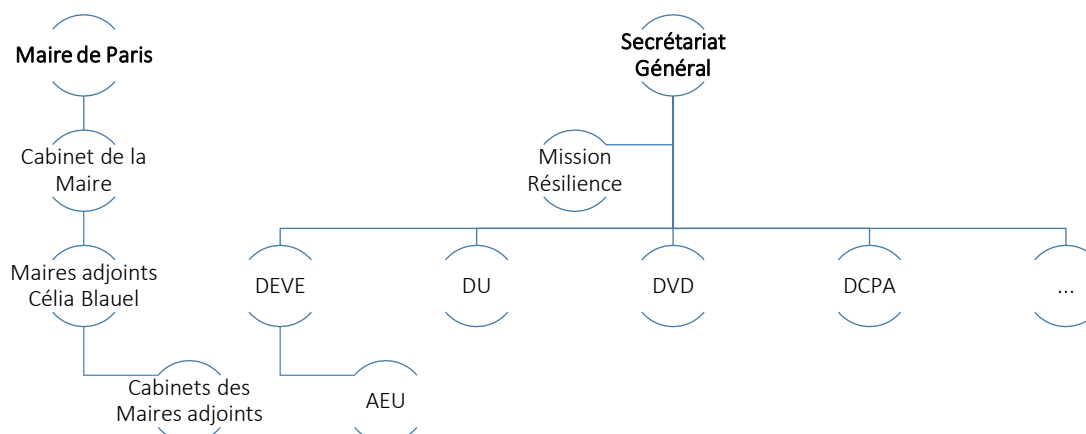 Maire de Paris
Secrétariat
Général
Cabinet de la
Maire
Mission
Résilience
Maires adjoints
Célia Blauel
DEVE
DU
DVD
DCPA
...
Cabinets des
Maires adjoints
AEU